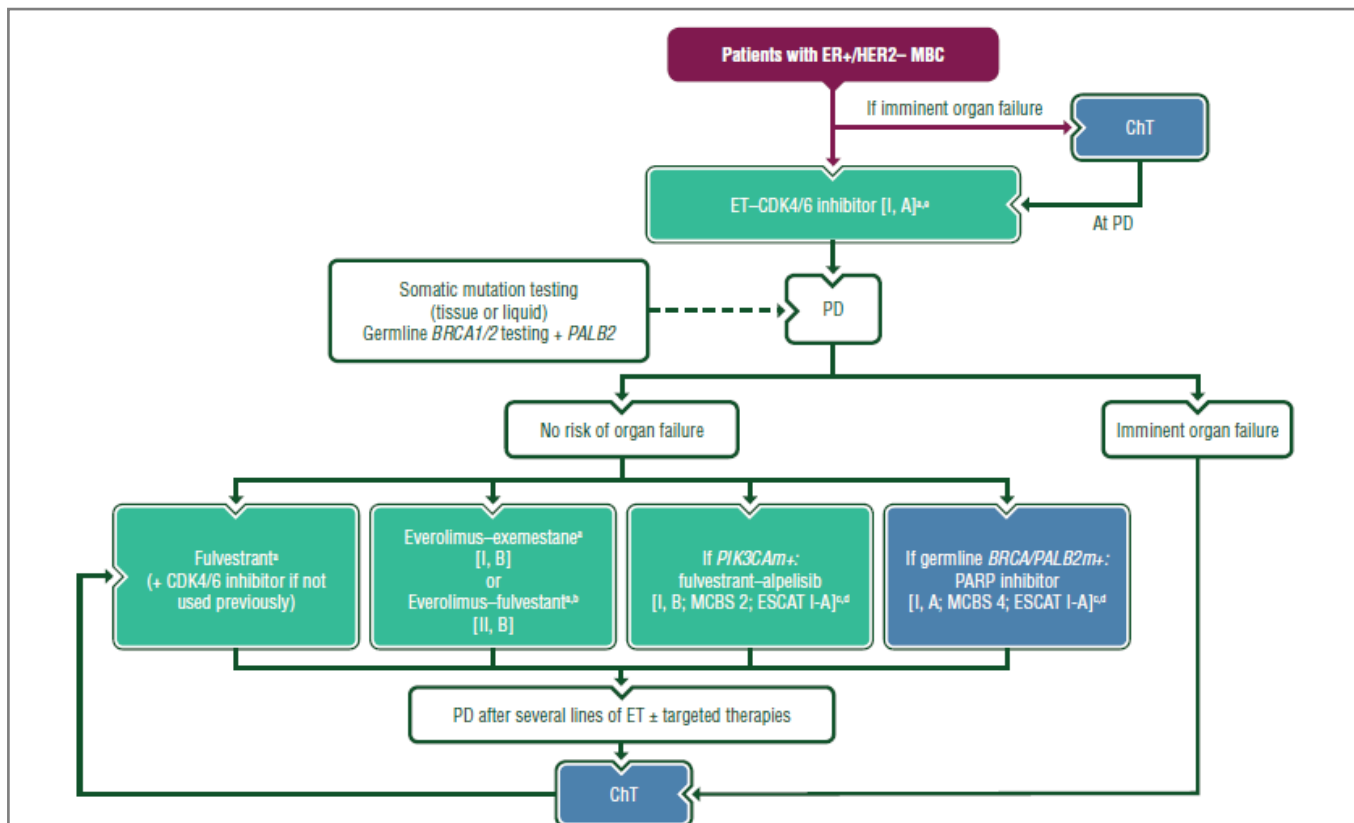 Patients with ER+/HER2– MBC
If imminent organ failure
ChT
ET–CDK4/6 inhibitor [I, A]ᵃ,ᵃ
At PD
Somatic mutation testing
(tissue or liquid)
Germline BRCA1/2 testing + PALB2
PD
No risk of organ failure
Imminent organ failure
Fulvestrantᵃ
(+ CDK4/6 inhibitor if not
used previously)
Everolimus–exemestaneᵃ
[I, B]
or
Everolimus–fulvestantᵃ,ᵇ
[II, B]
If PIK3CAm+:
fulvestrant–alpelisib
[I, B; MCBS 2; ESCAT I-A]ᶜ,ᵈ
If germline BRCA/PALB2m+:
PARP inhibitor
[I, A; MCBS 4; ESCAT I-A]ᶜ,ᵈ
PD after several lines of ET ± targeted therapies
ChT